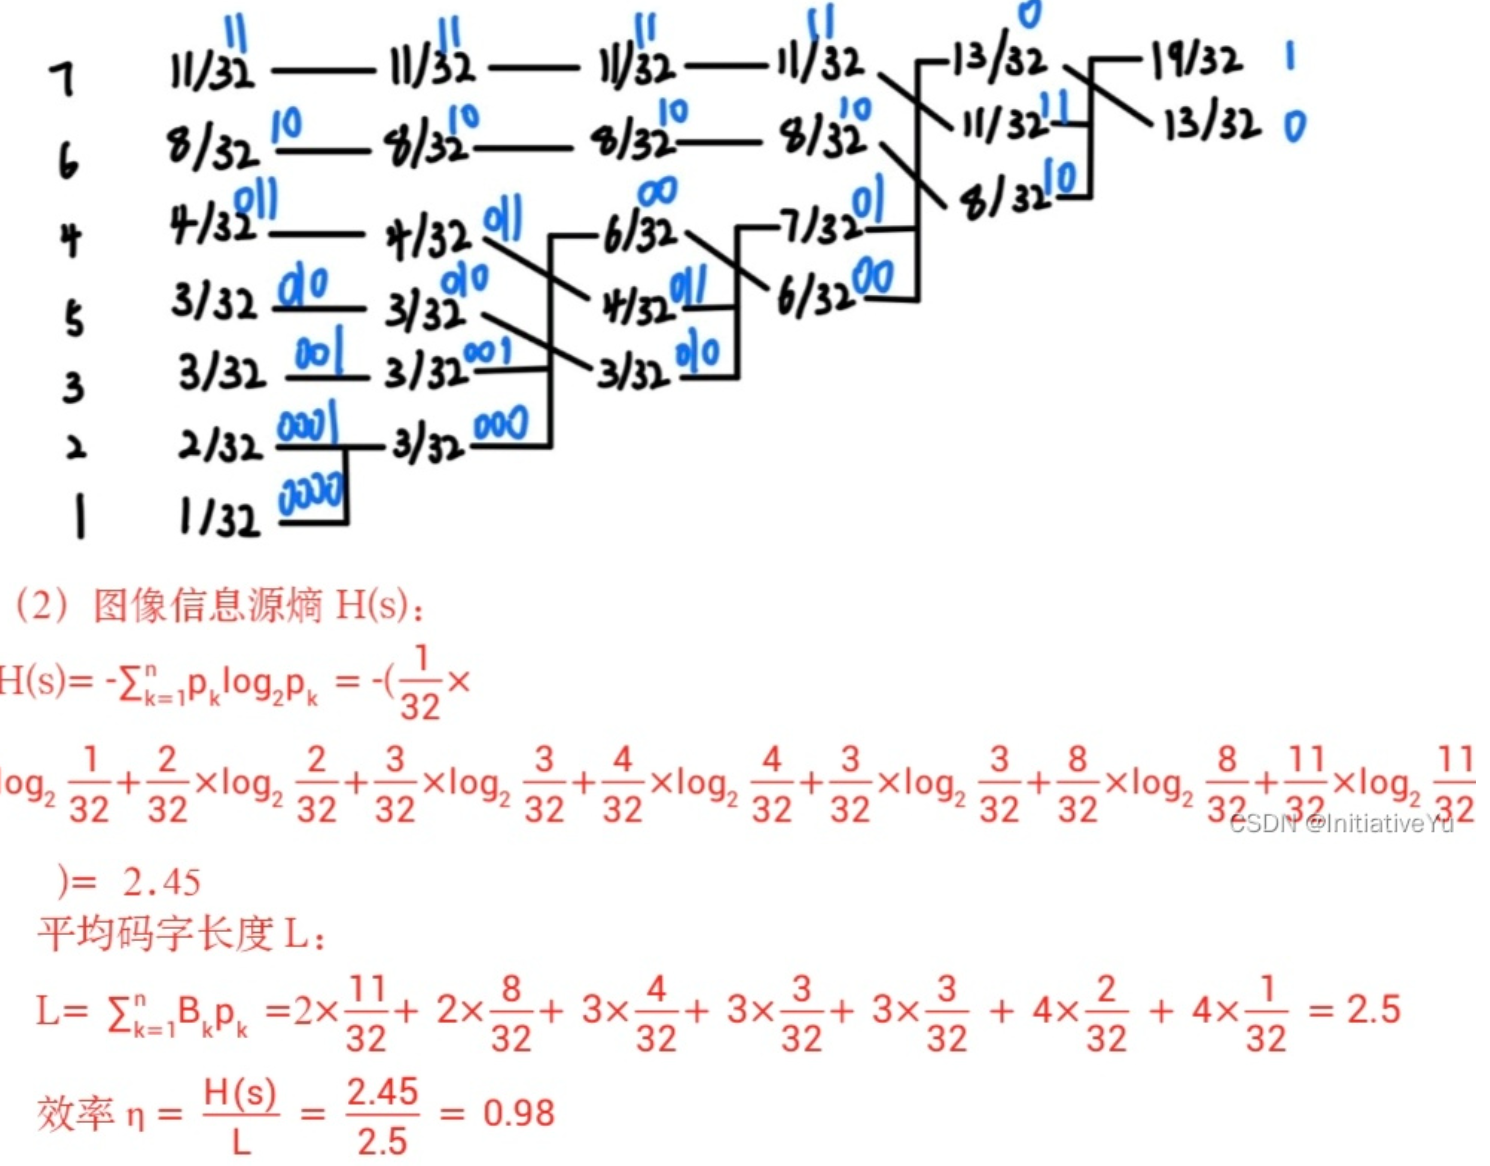 11 11 11 11 0
7 11/32 11/32 11/32 11/32 13/32 19/32 1
6 8/32 10 8/32 10 8/32 10 8/32 10 11/32 11 13/32 0
4 4/32 011 4/32 011 6/32 00 7/32 01 8/32 10
5 3/32 010 3/32 010 4/32 011 6/32 00
3 3/32 001 3/32 001 3/32 010
2 2/32 0001 3/32 000
1 1/32 0000
（2）图像信息源熵 H(s)：
H(s)= -∑ⁿₖ₌₁pₖlog₂pₖ = -(1/32×
log₂ 1/32+2/32×log₂ 2/32+3/32×log₂ 3/32+4/32×log₂ 4/32+3/32×log₂ 3/32+8/32×log₂ 8/32+11/32×log₂ 11/32
CSDN @InitiativeYu
)= 2.45
平均码字长度 L：
L= ∑ⁿₖ₌₁Bₖpₖ =2×11/32+ 2×8/32+ 3×4/32+ 3×3/32+ 3×3/32 + 4×2/32 + 4×1/32 = 2.5
效率 η = H(s)/L = 2.45/2.5 = 0.98